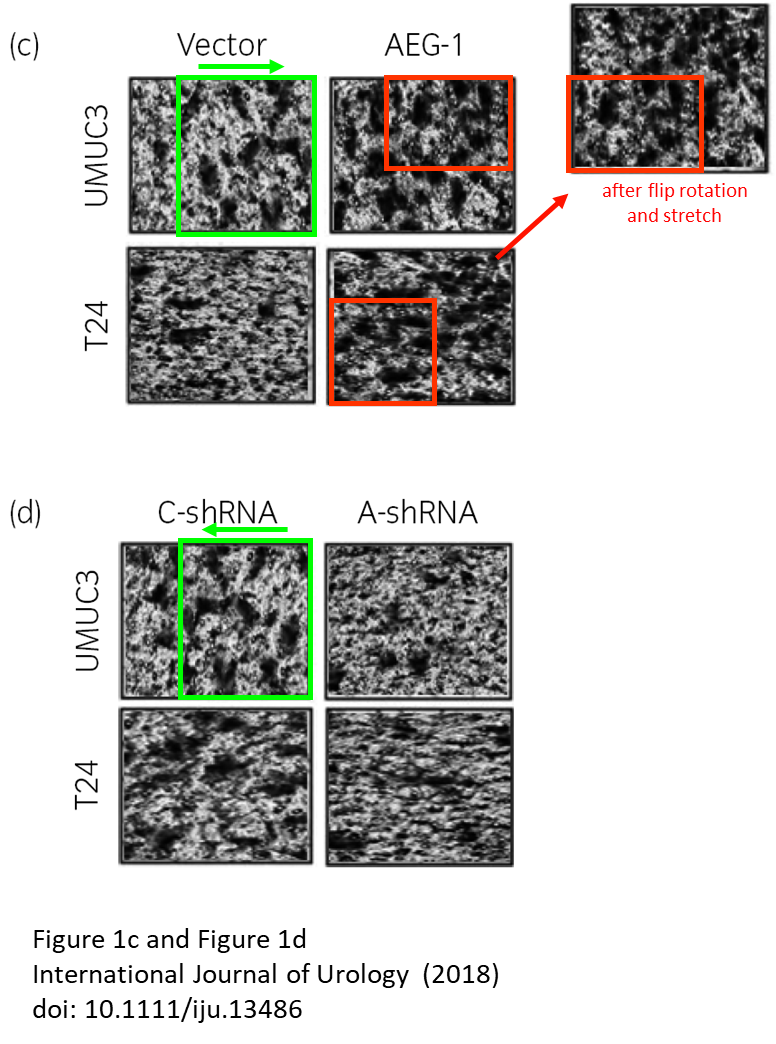 (c)
Vector
AEG-1
UMUC3
after flip rotation
and stretch
T24
(d)
C-shRNA
A-shRNA
UMUC3
T24
Figure 1c and Figure 1d
International Journal of Urology (2018)
doi: 10.1111/iju.13486